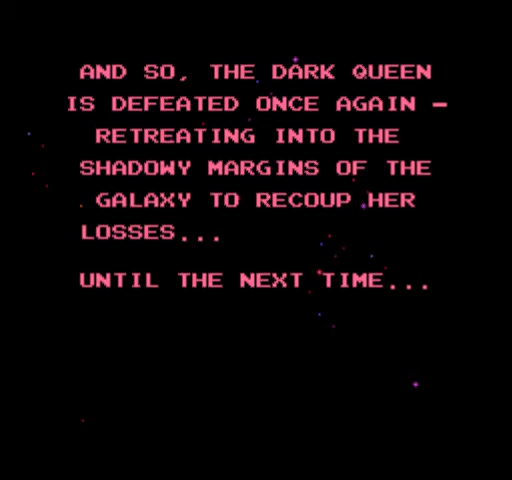 AND SO, THE DARK QUEEN
IS DEFEATED ONCE AGAIN –
RETREATING INTO THE
SHADOWY MARGINS OF THE
GALAXY TO RECOUP HER
LOSSES...
UNTIL THE NEXT TIME...